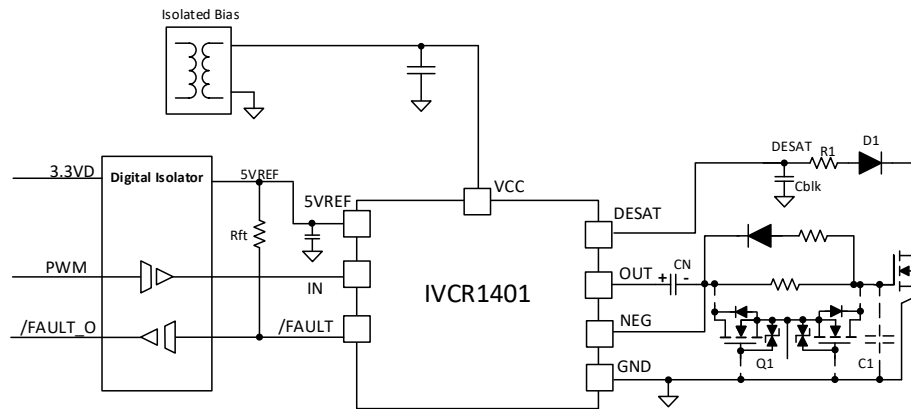 Isolated Bias
3.3VD
Digital Isolator
5VREF
5VREF
VCC
DESAT
R1
D1
Cblk
DESAT
Rft
PWM
IN
IVCR1401
OUT
+
CN
-
/FAULT_O
/FAULT
NEG
GND
Q1
C1